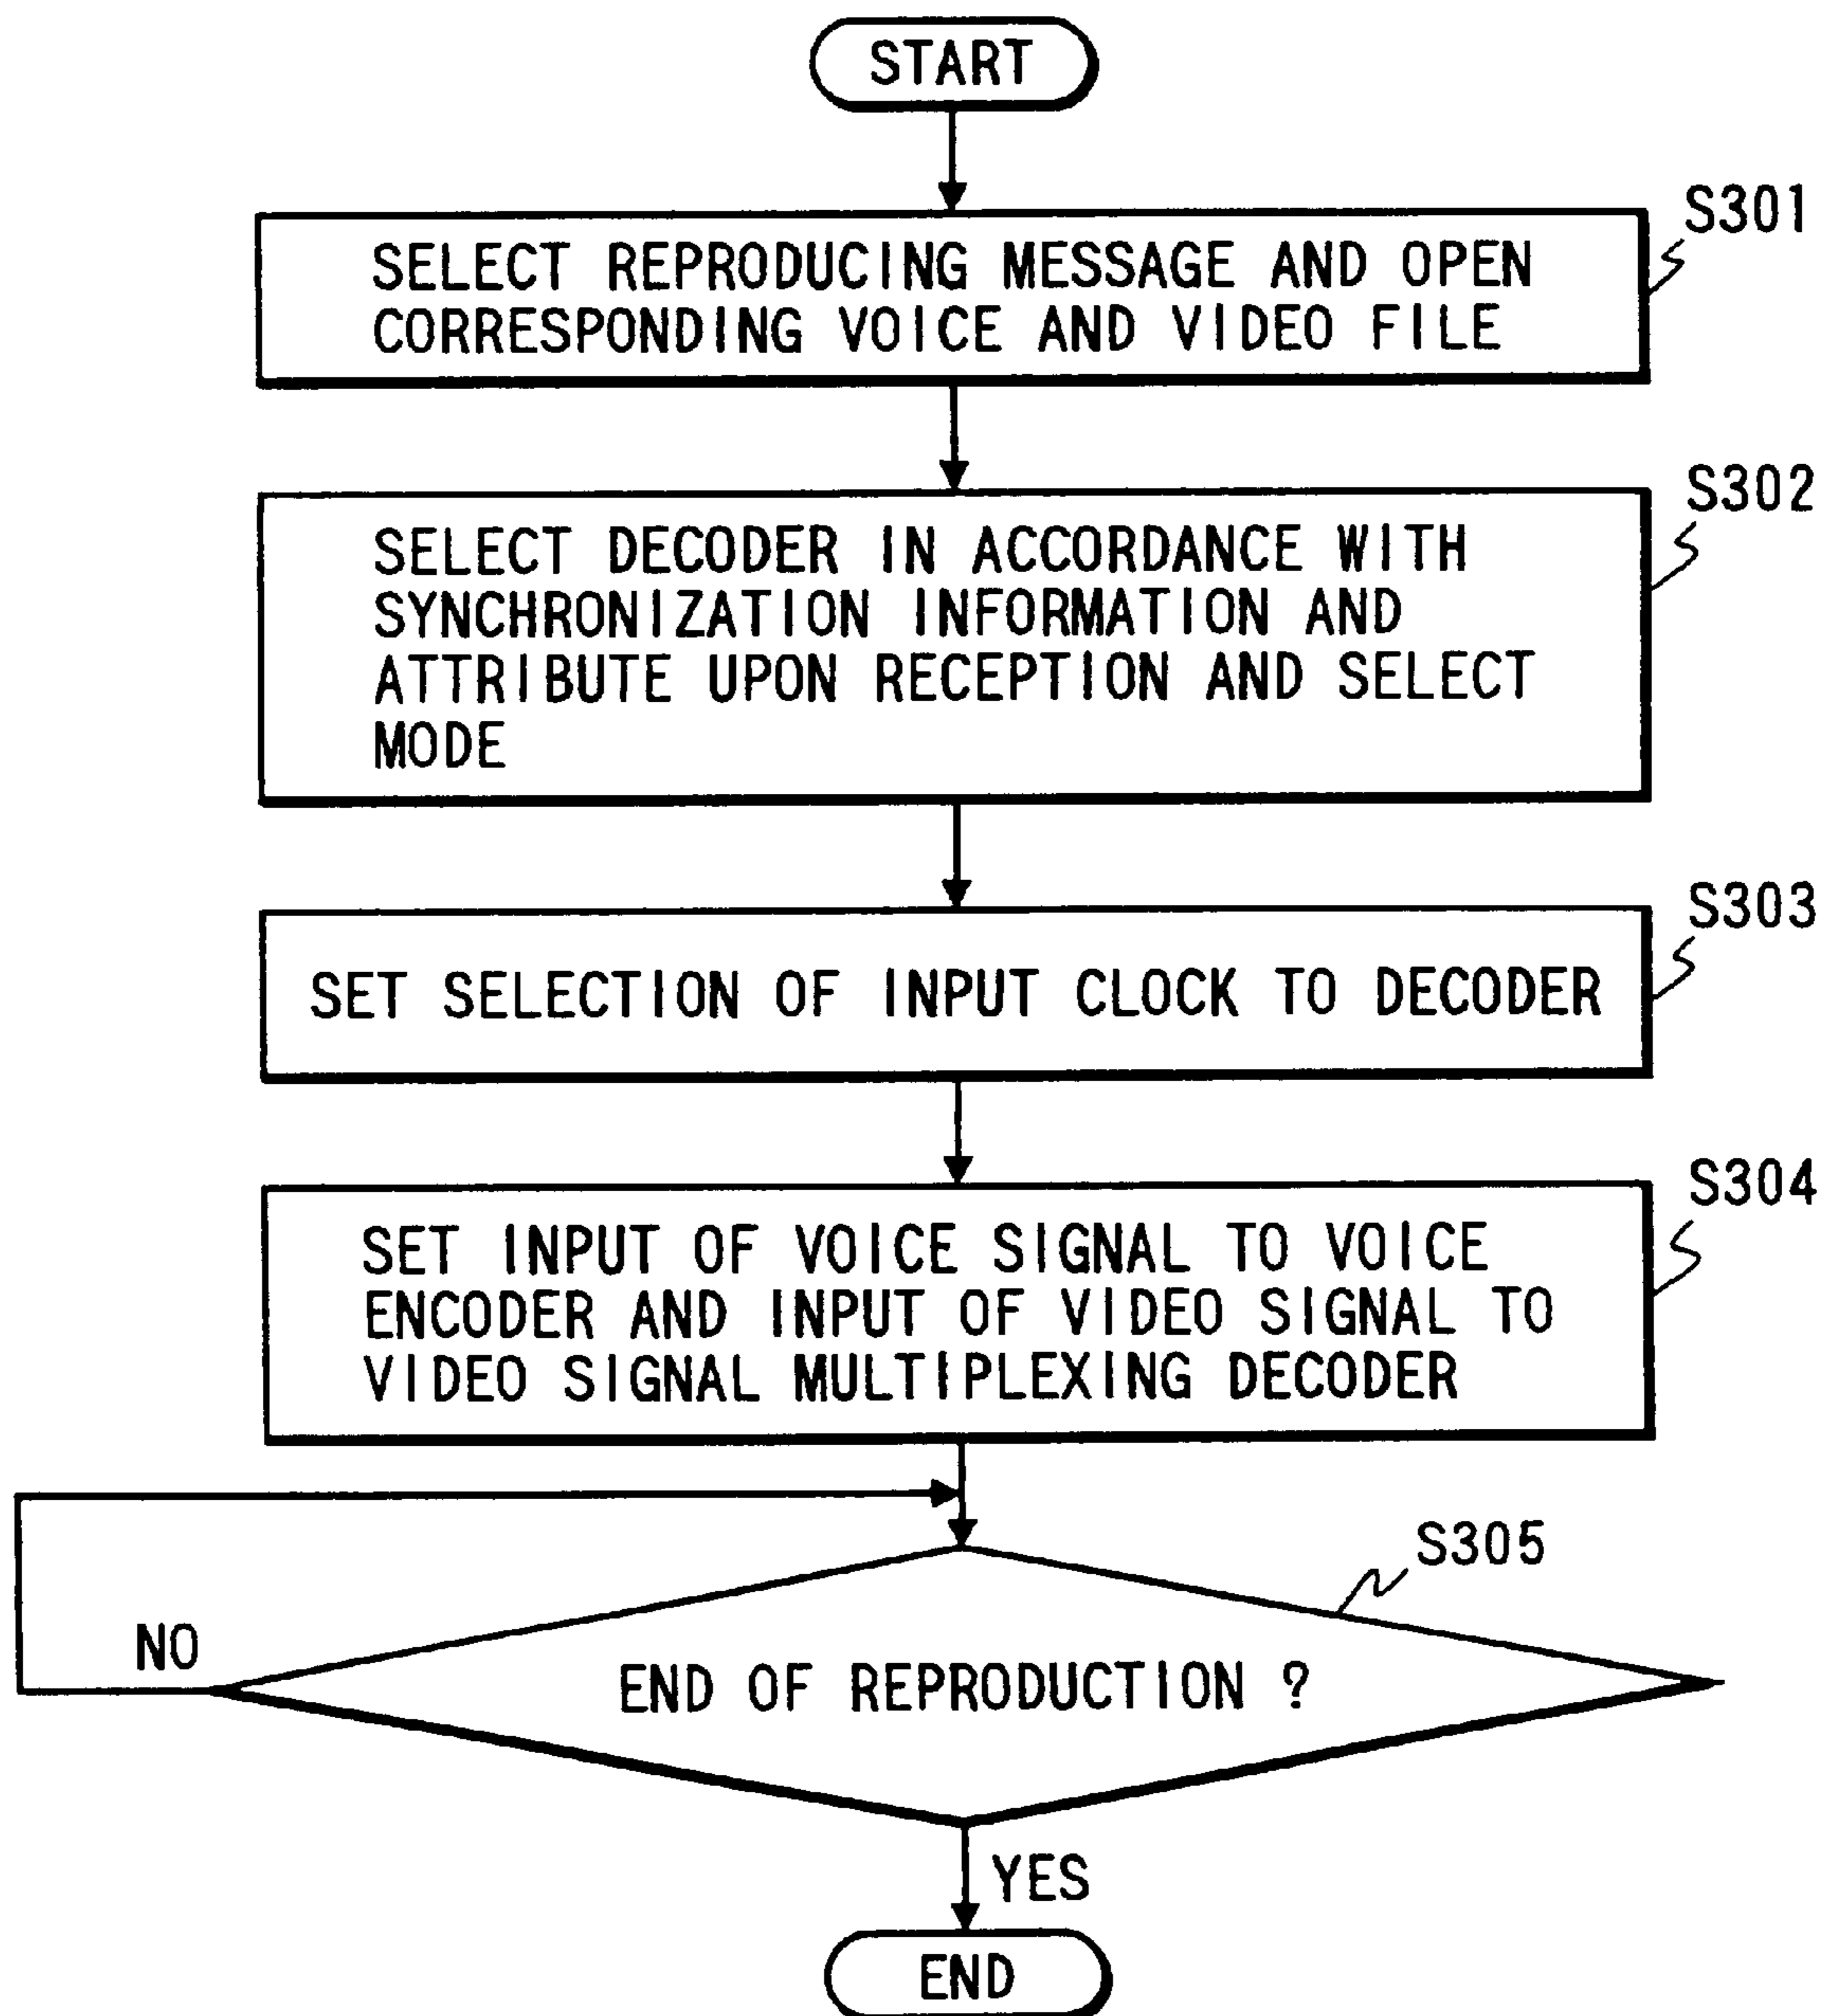 START
S301
SELECT REPRODUCING MESSAGE AND OPEN
CORRESPONDING VOICE AND VIDEO FILE
S302
SELECT DECODER IN ACCORDANCE WITH
SYNCHRONIZATION INFORMATION AND
ATTRIBUTE UPON RECEPTION AND SELECT
MODE
S303
SET SELECTION OF INPUT CLOCK TO DECODER
S304
SET INPUT OF VOICE SIGNAL TO VOICE
ENCODER AND INPUT OF VIDEO SIGNAL TO
VIDEO SIGNAL MULTIPLEXING DECODER
S305
NO
END OF REPRODUCTION ?
YES
END